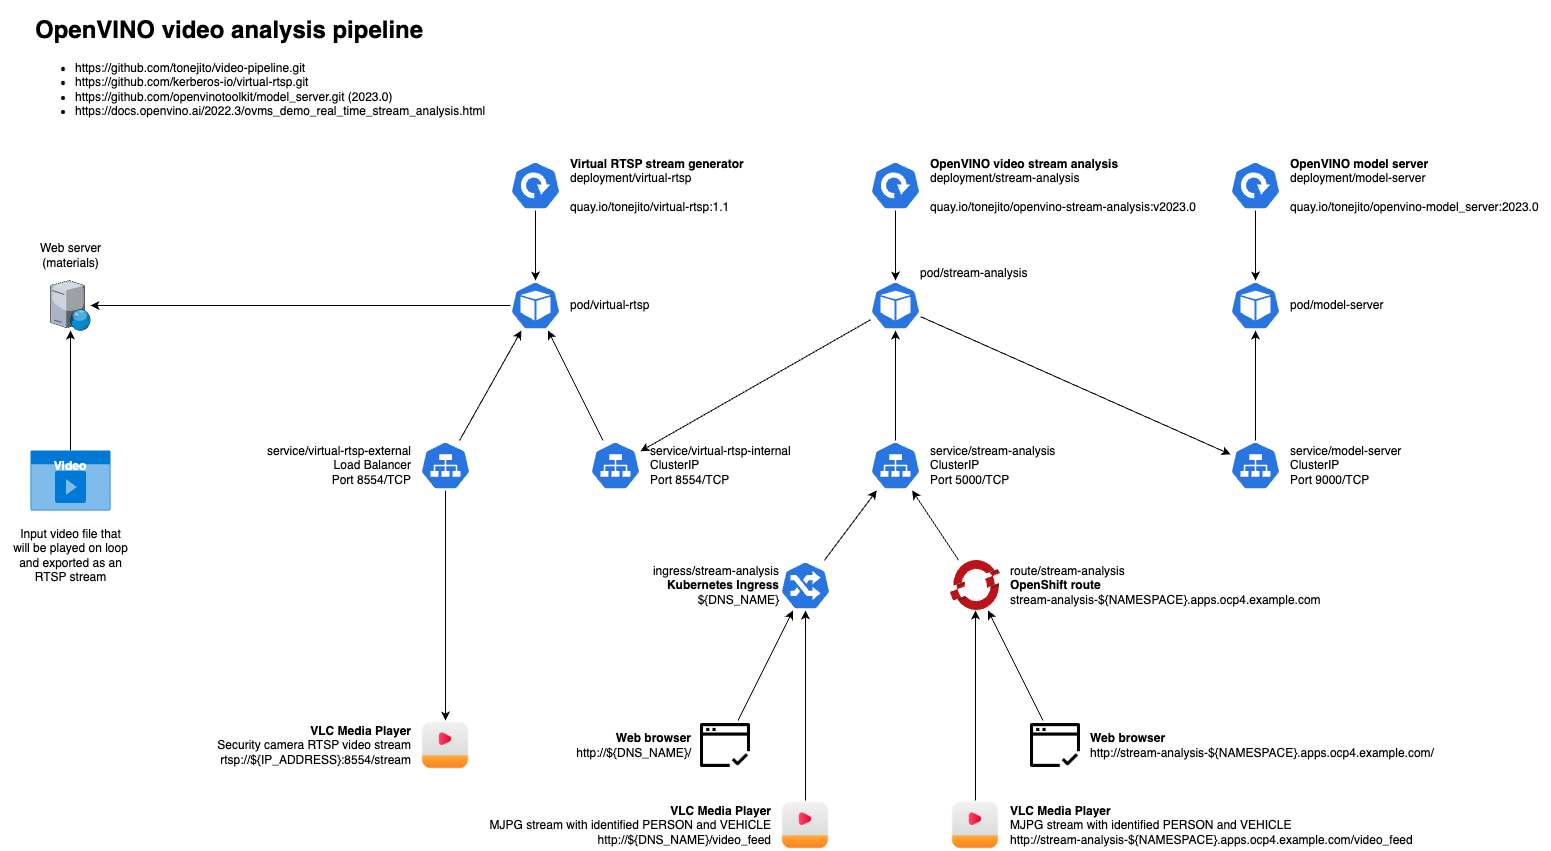 OpenVINO video analysis pipeline
https://github.com/tonejito/video-pipeline.git
https://github.com/kerberos-io/virtual-rtsp.git
https://github.com/openvinotoolkit/model_server.git (2023.0)
https://docs.openvino.ai/2022.3/ovms_demo_real_time_stream_analysis.html
Virtual RTSP stream generator
deployment/virtual-rtsp
quay.io/tonejito/virtual-rtsp:1.1
OpenVINO video stream analysis
deployment/stream-analysis
quay.io/tonejito/openvino-stream-analysis:v2023.0
OpenVINO model server
deployment/model-server
quay.io/tonejito/openvino-model_server:2023.0
Web server
(materials)
pod/virtual-rtsp
pod/stream-analysis
pod/model-server
Video
Input video file that
will be played on loop
and exported as an
RTSP stream
service/virtual-rtsp-external
Load Balancer
Port 8554/TCP
service/virtual-rtsp-internal
ClusterIP
Port 8554/TCP
service/stream-analysis
ClusterIP
Port 5000/TCP
service/model-server
ClusterIP
Port 9000/TCP
ingress/stream-analysis
Kubernetes Ingress
${DNS_NAME}
route/stream-analysis
OpenShift route
stream-analysis-${NAMESPACE}.apps.ocp4.example.com
VLC Media Player
Security camera RTSP video stream
rtsp://${IP_ADDRESS}:8554/stream
Web browser
http://${DNS_NAME}/
Web browser
http://stream-analysis-${NAMESPACE}.apps.ocp4.example.com/
VLC Media Player
MJPG stream with identified PERSON and VEHICLE
http://${DNS_NAME}/video_feed
VLC Media Player
MJPG stream with identified PERSON and VEHICLE
http://stream-analysis-${NAMESPACE}.apps.ocp4.example.com/video_feed